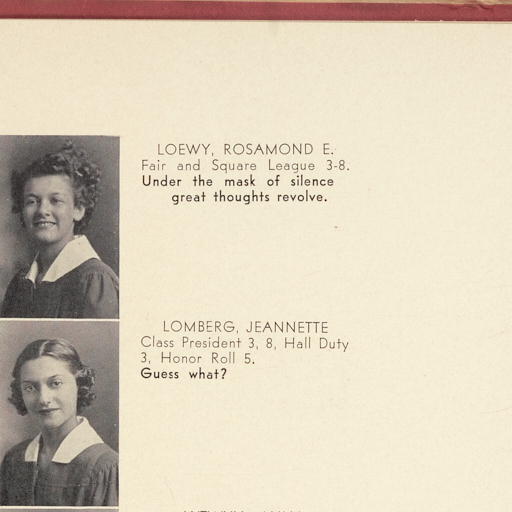 LOEWY, ROSAMOND E.
Fair and Square League 3-8.
Under the mask of silence
great thoughts revolve.
LOMBERG, JEANNETTE
Class President 3, 8, Hall Duty
3, Honor Roll 5.
Guess what?